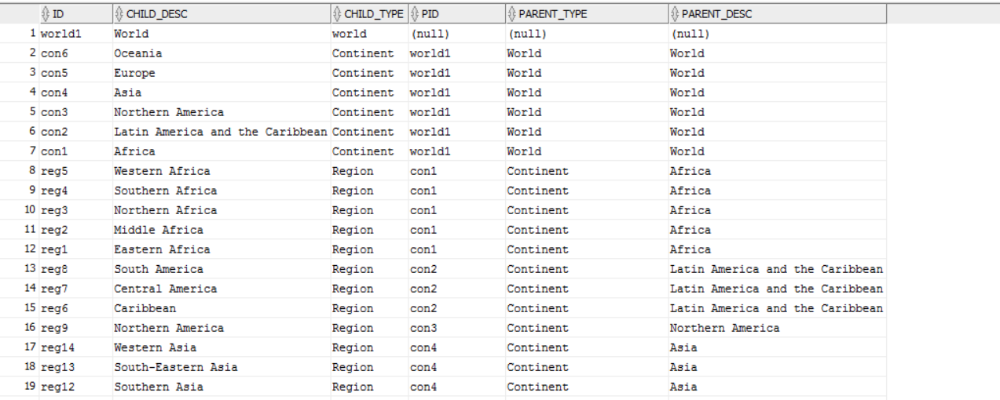 ID CHILD_DESC CHILD_TYPE PID PARENT_TYPE PARENT_DESC
1 world1 World world (null) (null) (null)
2 con6 Oceania Continent world1 World World
3 con5 Europe Continent world1 World World
4 con4 Asia Continent world1 World World
5 con3 Northern America Continent world1 World World
6 con2 Latin America and the Caribbean Continent world1 World World
7 con1 Africa Continent world1 World World
8 reg5 Western Africa Region con1 Continent Africa
9 reg4 Southern Africa Region con1 Continent Africa
10 reg3 Northern Africa Region con1 Continent Africa
11 reg2 Middle Africa Region con1 Continent Africa
12 reg1 Eastern Africa Region con1 Continent Africa
13 reg8 South America Region con2 Continent Latin America and the Caribbean
14 reg7 Central America Region con2 Continent Latin America and the Caribbean
15 reg6 Caribbean Region con2 Continent Latin America and the Caribbean
16 reg9 Northern America Region con3 Continent Northern America
17 reg14 Western Asia Region con4 Continent Asia
18 reg13 South-Eastern Asia Region con4 Continent Asia
19 reg12 Southern Asia Region con4 Continent Asia